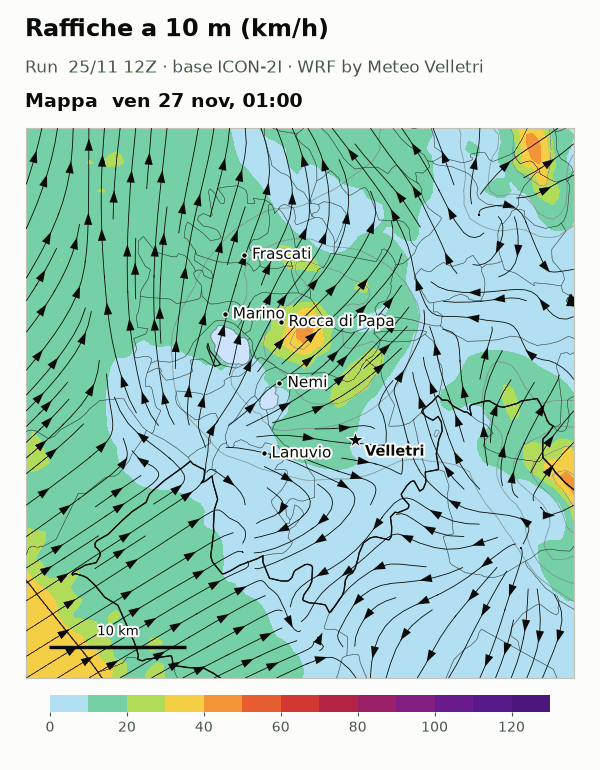 Raffiche a 10 m (km/h)
Run  25/11 12Z · base ICON-2I · WRF by Meteo Velletri
Mappa  ven 27 nov, 01:00
Frascati
Marino
Rocca di Papa
Nemi
Velletri
Lanuvio
10 km
0 20 40 60 80 100 120